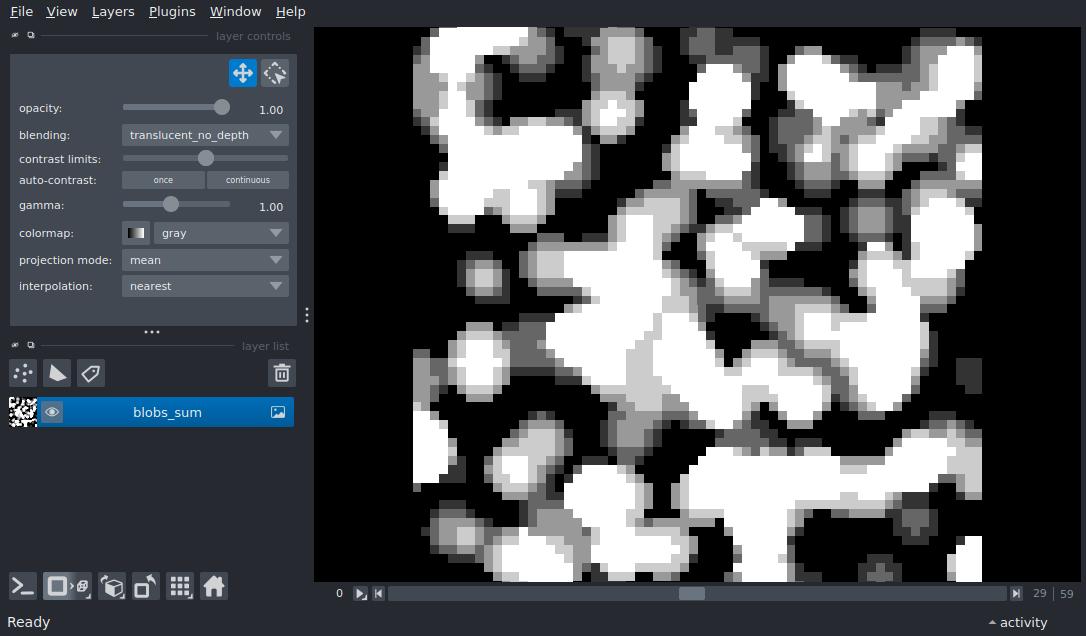 File View Layers Plugins Window Help
layer controls
opacity: 1.00
blending: translucent_no_depth
contrast limits:
auto-contrast: once continuous
gamma: 1.00
colormap: gray
projection mode: mean
interpolation: nearest
layer list
blobs_sum
0 29 59
Ready activity